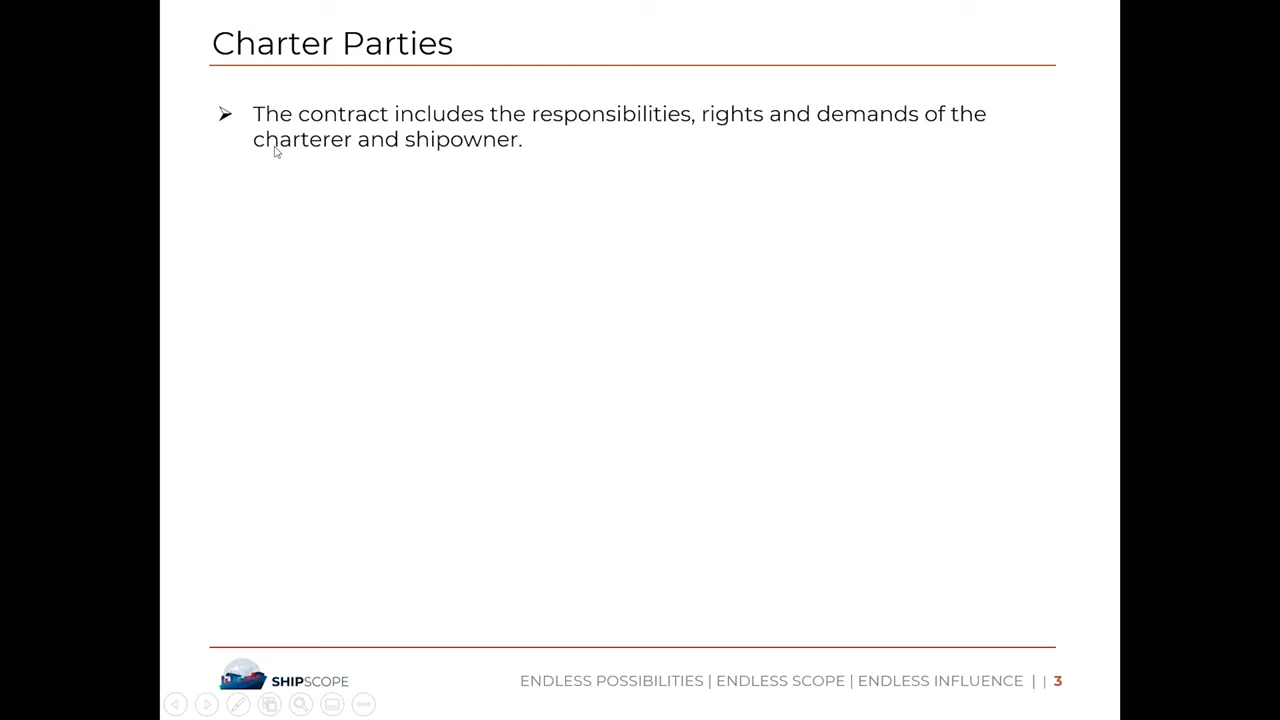 Charter Parties
➢ The contract includes the responsibilities, rights and demands of the
charterer and shipowner.
SHIPSCOPE
ENDLESS POSSIBILITIES | ENDLESS SCOPE | ENDLESS INFLUENCE | | 3